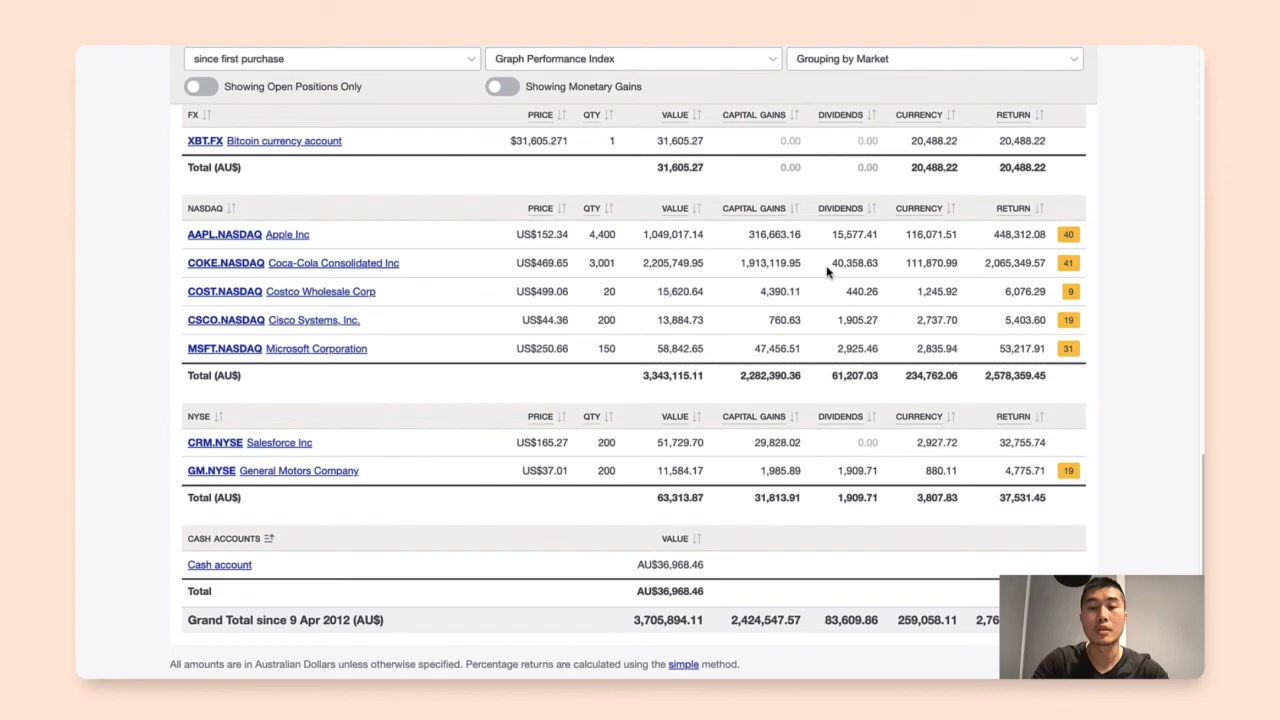 since first purchase Graph Performance Index Grouping by Market
Showing Open Positions Only Showing Monetary Gains
FX PRICE QTY VALUE CAPITAL GAINS DIVIDENDS CURRENCY RETURN
XBT.FX Bitcoin currency account $31,605.271 1 31,605.27 0.00 0.00 20,488.22 20,488.22
Total (AU$) 31,605.27 0.00 0.00 20,488.22 20,488.22
NASDAQ PRICE QTY VALUE CAPITAL GAINS DIVIDENDS CURRENCY RETURN
AAPL.NASDAQ Apple Inc US$152.34 4,400 1,049,017.14 316,663.16 15,577.41 116,071.51 448,312.08 40
COKE.NASDAQ Coca-Cola Consolidated Inc US$469.65 3,001 2,205,749.95 1,913,119.95 40,358.63 111,870.99 2,065,349.57 41
COST.NASDAQ Costco Wholesale Corp US$499.06 20 15,620.64 4,390.11 440.26 1,245.92 6,076.29 9
CSCO.NASDAQ Cisco Systems, Inc. US$44.36 200 13,884.73 760.63 1,905.27 2,737.70 5,403.60 19
MSFT.NASDAQ Microsoft Corporation US$250.66 150 58,842.65 47,456.51 2,925.46 2,835.94 53,217.91 31
Total (AU$) 3,343,115.11 2,282,390.36 61,207.03 234,762.06 2,578,359.45
NYSE PRICE QTY VALUE CAPITAL GAINS DIVIDENDS CURRENCY RETURN
CRM.NYSE Salesforce Inc US$165.27 200 51,729.70 29,828.02 0.00 2,927.72 32,755.74
GM.NYSE General Motors Company US$37.01 200 11,584.17 1,985.89 1,909.71 880.11 4,775.71 19
Total (AU$) 63,313.87 31,813.91 1,909.71 3,807.83 37,531.45
CASH ACCOUNTS VALUE
Cash account AU$36,968.46
Total AU$36,968.46
Grand Total since 9 Apr 2012 (AU$) 3,705,894.11 2,424,547.57 83,609.86 259,058.11 2,76
All amounts are in Australian Dollars unless otherwise specified. Percentage returns are calculated using the simple method.